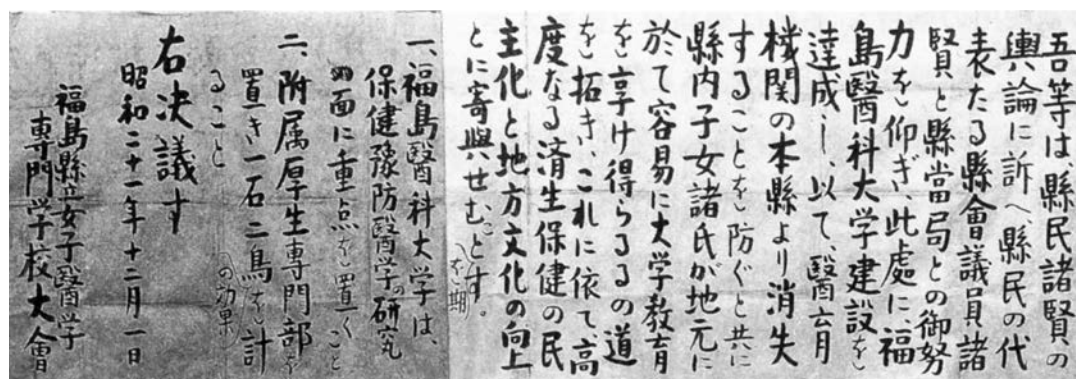 吾等は、縣民諸賢の
輿論に訴へ縣民の代
表たる縣會議員諸
賢と縣當局との御努
力を仰ぎ、此處に、福
島醫科大学建設を
達成し、以て、醫育
機関の本縣より消失
することを防ぐと共に
縣内子女諸氏が地元に
於て容易に大学教育
を享け得らるるの道
を拓き、これに依て、高
度なる済生保健の民
主化と地方文化の向上
とに寄與せむことを期す。
一、福島醫科大学は、
保健豫防醫学の研究
の面に重点を置くこと
二、附属厚生専門部を
置き一石二鳥の効果を計
ること
右決議す
昭和二十一年十二月一日
福島縣立女子醫学
専門学校大會